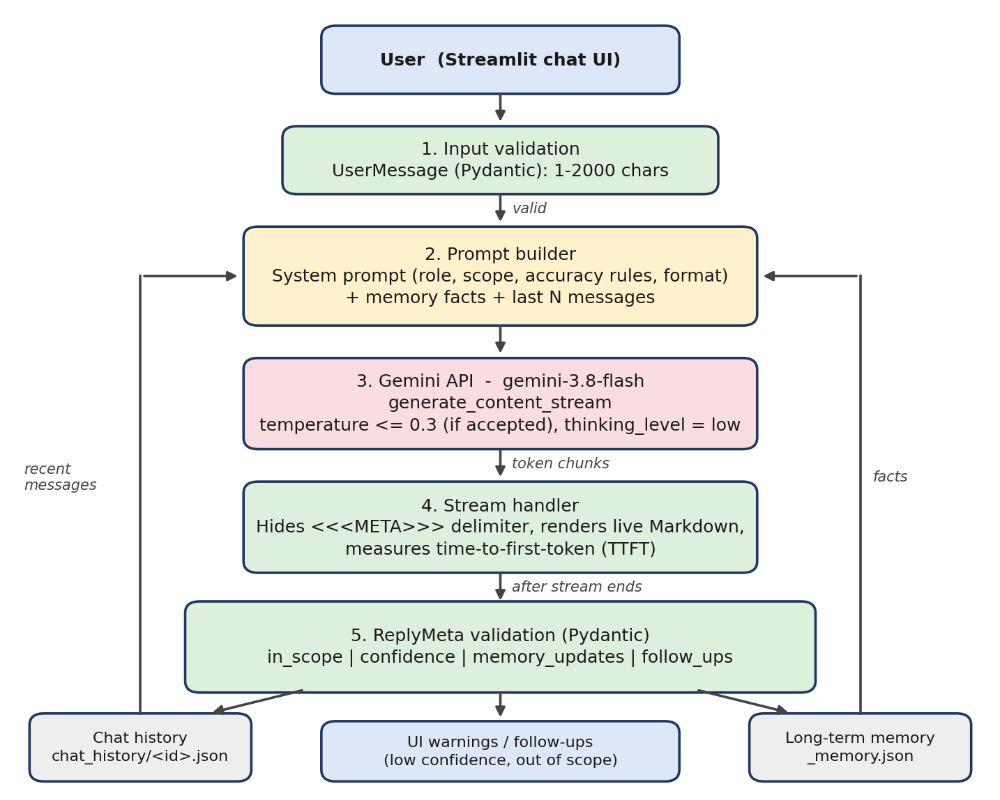 User  (Streamlit chat UI)
1. Input validation
UserMessage (Pydantic): 1-2000 chars
valid
2. Prompt builder
System prompt (role, scope, accuracy rules, format)
+ memory facts + last N messages
3. Gemini API  -  gemini-3.8-flash
generate_content_stream
temperature <= 0.3 (if accepted), thinking_level = low
token chunks
recent
messages
facts
4. Stream handler
Hides <<<META>>> delimiter, renders live Markdown,
measures time-to-first-token (TTFT)
after stream ends
5. ReplyMeta validation (Pydantic)
in_scope | confidence | memory_updates | follow_ups
Chat history
chat_history/<id>.json
UI warnings / follow-ups
(low confidence, out of scope)
Long-term memory
_memory.json